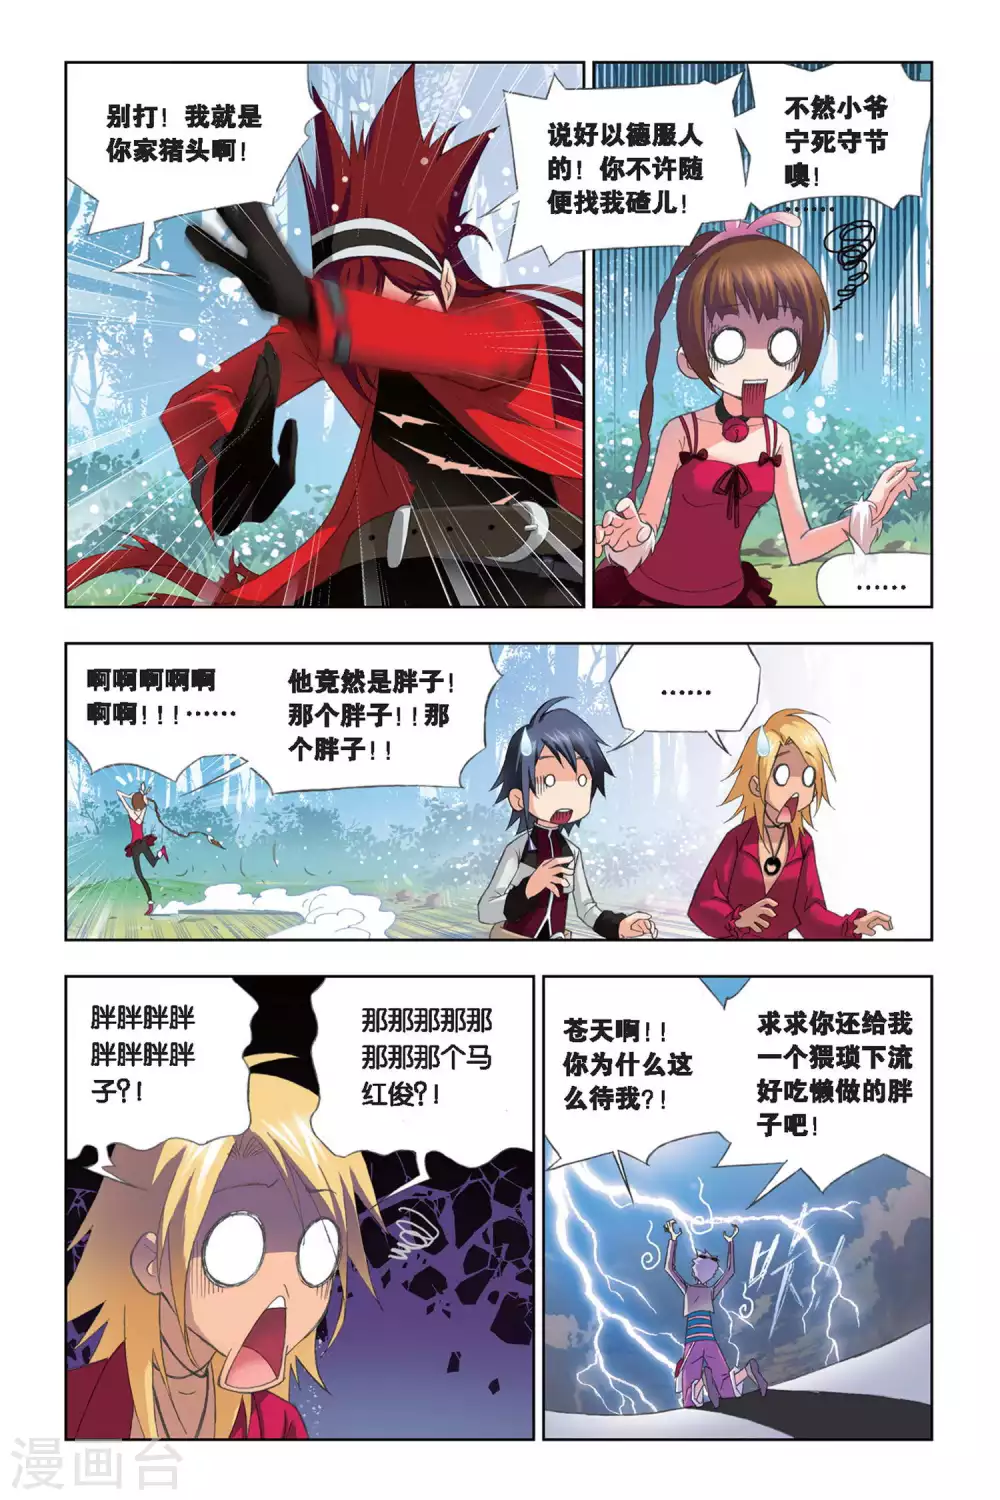 别打！我就是
你家猪头啊！
说好以德服人
的！你不许随
便找我碴儿！
不然小爷
宁死守节
噢！
……
……
啊啊啊啊啊
啊啊！！！……
他竟然是胖子！
那个胖子！！那
个胖子！！
……
胖胖胖胖
胖胖胖胖
子？！
那那那那那
那那那个马
红俊？！
苍天啊！！
你为什么这
么待我？！
求求你还给我
一个猥琐下流
好吃懒做的胖
子吧！
漫画台